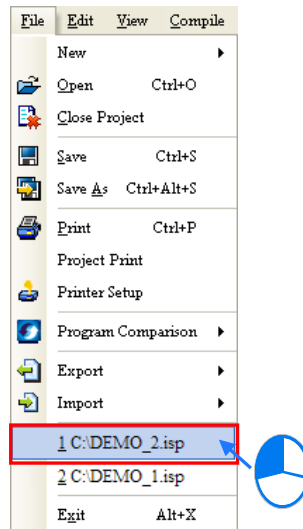 File Edit View Compile
New
Open Ctrl+O
Close Project
Save Ctrl+S
Save As Ctrl+Alt+S
Print Ctrl+P
Project Print
Printer Setup
Program Comparison
Export
Import
1 C:\DEMO_2.isp
2 C:\DEMO_1.isp
Exit Alt+X